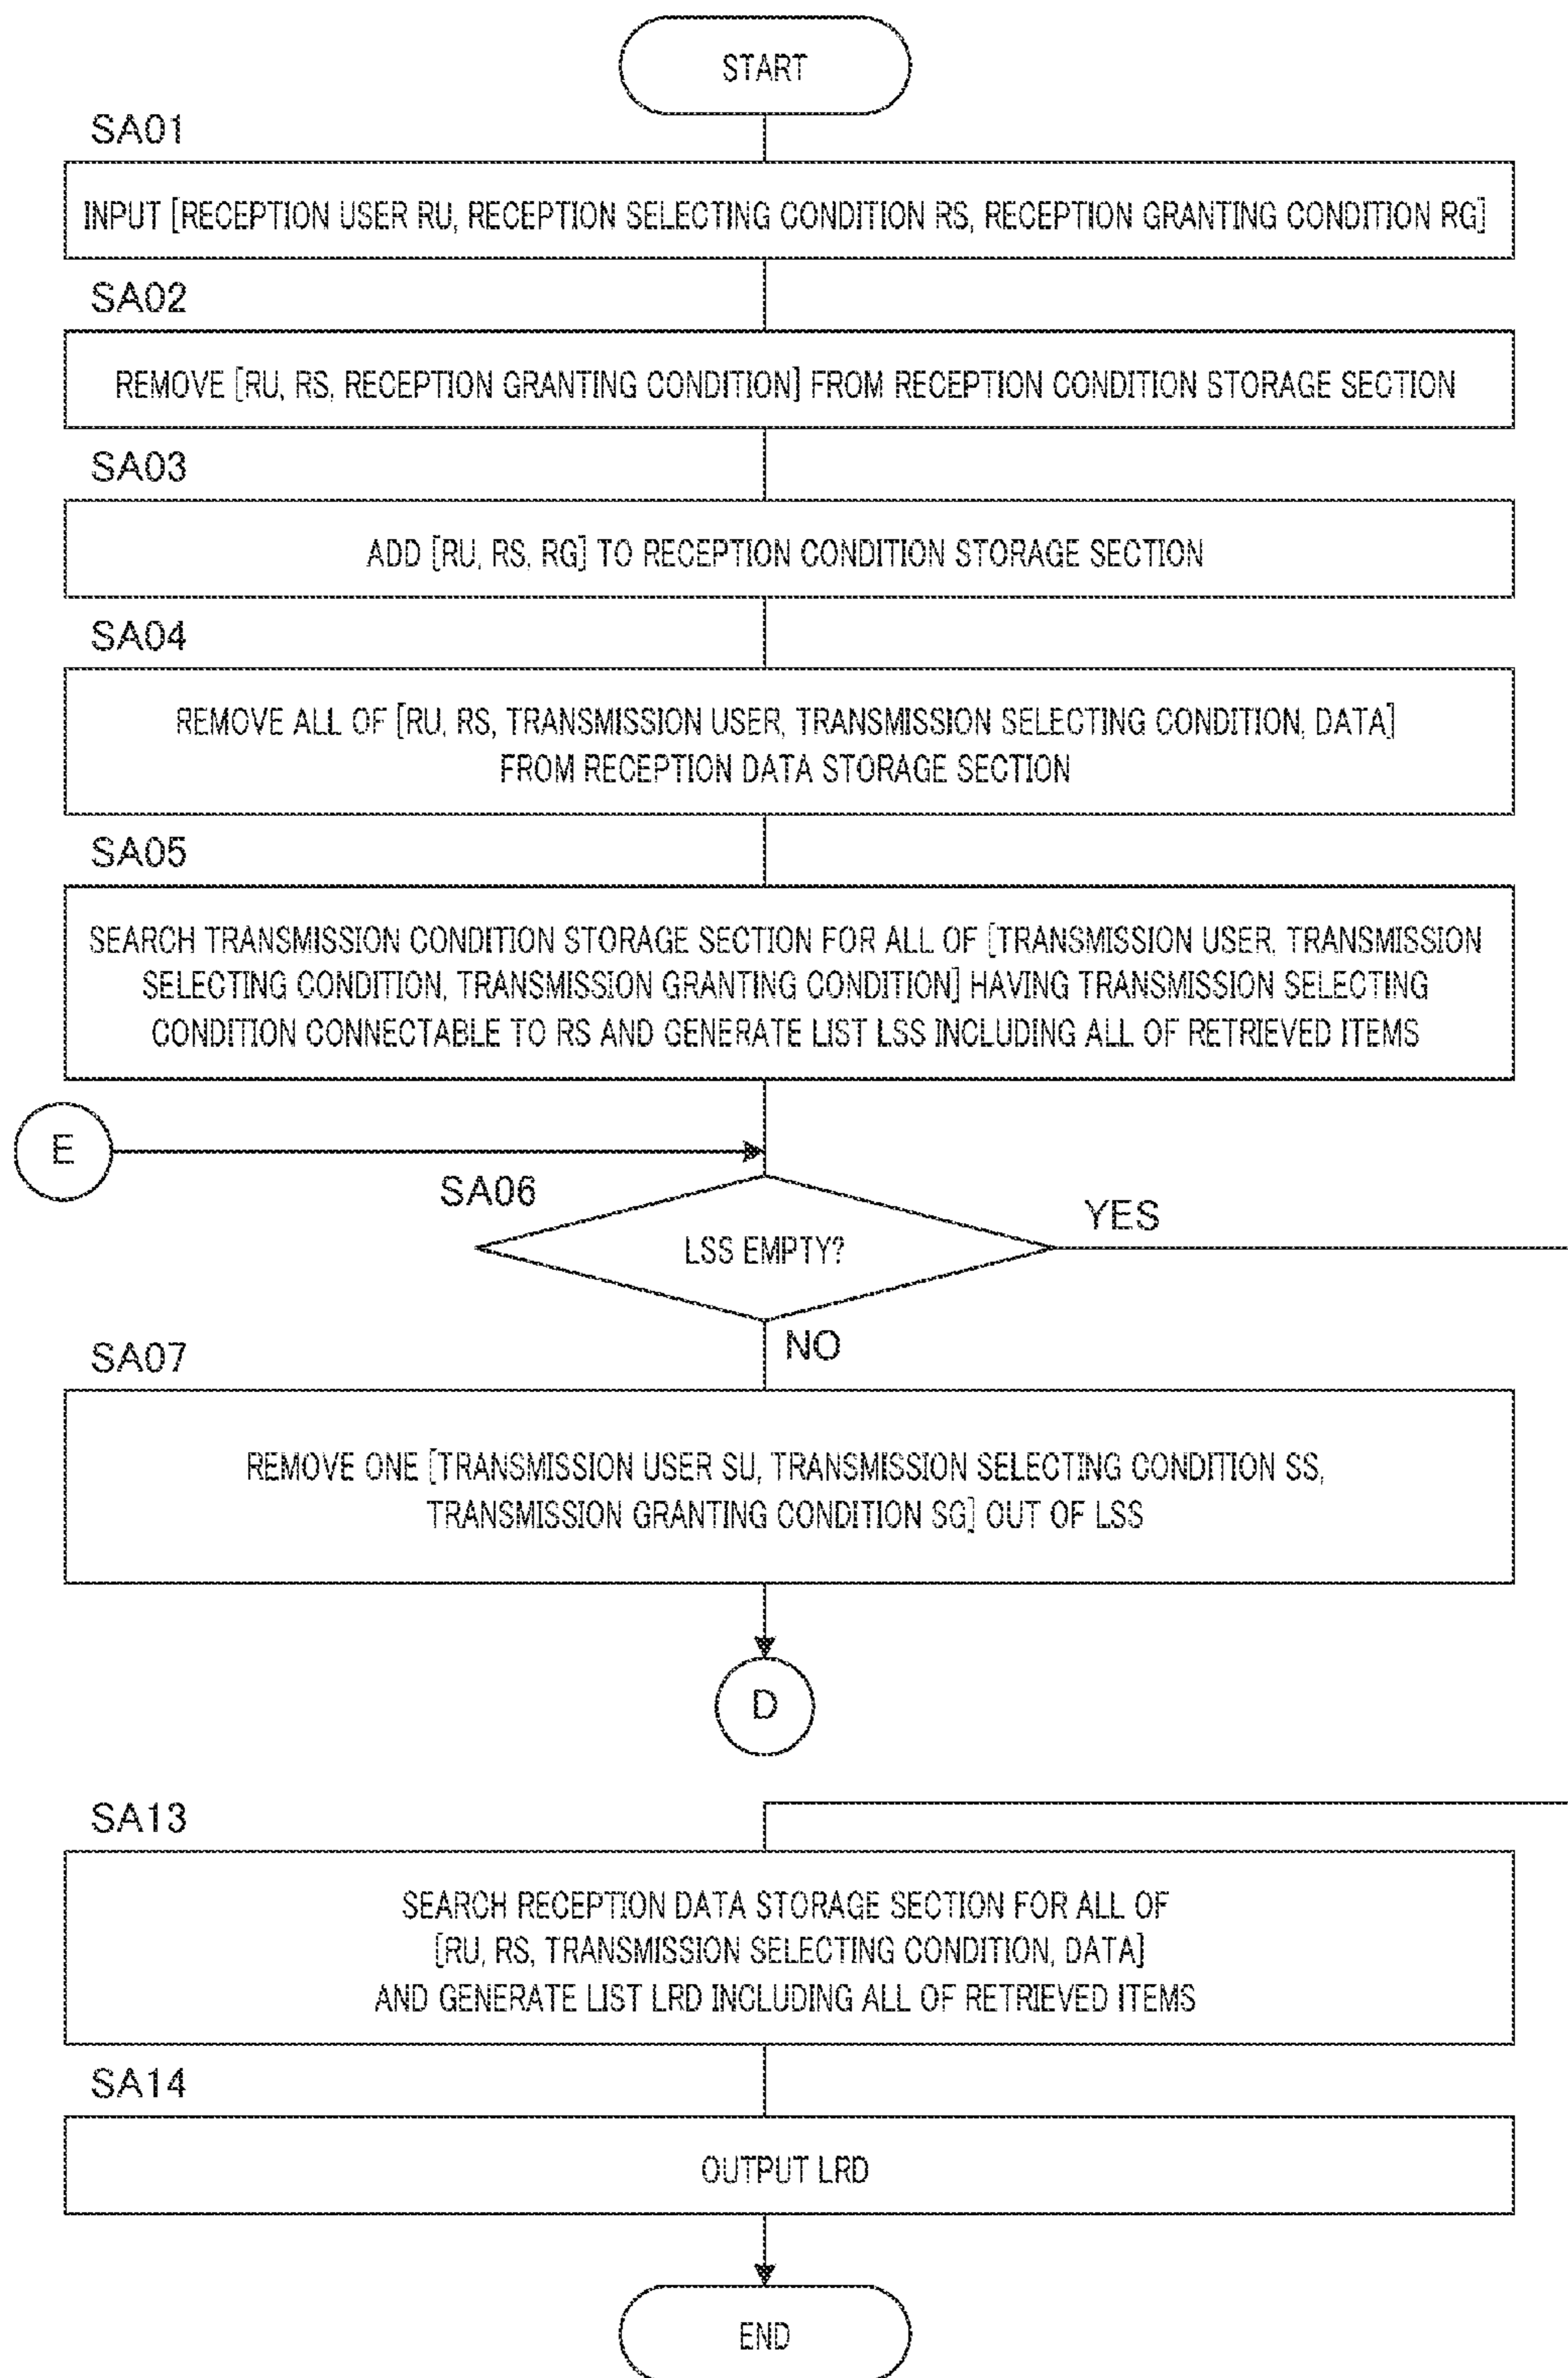 START
SA01
INPUT [RECEPTION USER RU, RECEPTION SELECTING CONDITION RS, RECEPTION GRANTING CONDITION RG]
SA02
REMOVE [RU, RS, RECEPTION GRANTING CONDITION] FROM RECEPTION CONDITION STORAGE SECTION
SA03
ADD [RU, RS, RG] TO RECEPTION CONDITION STORAGE SECTION
SA04
REMOVE ALL OF [RU, RS, TRANSMISSION USER, TRANSMISSION SELECTING CONDITION, DATA]
FROM RECEPTION DATA STORAGE SECTION
SA05
SEARCH TRANSMISSION CONDITION STORAGE SECTION FOR ALL OF [TRANSMISSION USER, TRANSMISSION
SELECTING CONDITION, TRANSMISSION GRANTING CONDITION] HAVING TRANSMISSION SELECTING
CONDITION CONNECTABLE TO RS AND GENERATE LIST LSS INCLUDING ALL OF RETRIEVED ITEMS
E
SA06
YES
LSS EMPTY?
NO
SA07
REMOVE ONE [TRANSMISSION USER SU, TRANSMISSION SELECTING CONDITION SS,
TRANSMISSION GRANTING CONDITION SG] OUT OF LSS
D
SA13
SEARCH RECEPTION DATA STORAGE SECTION FOR ALL OF
[RU, RS, TRANSMISSION SELECTING CONDITION, DATA]
AND GENERATE LIST LRD INCLUDING ALL OF RETRIEVED ITEMS
SA14
OUTPUT LRD
END